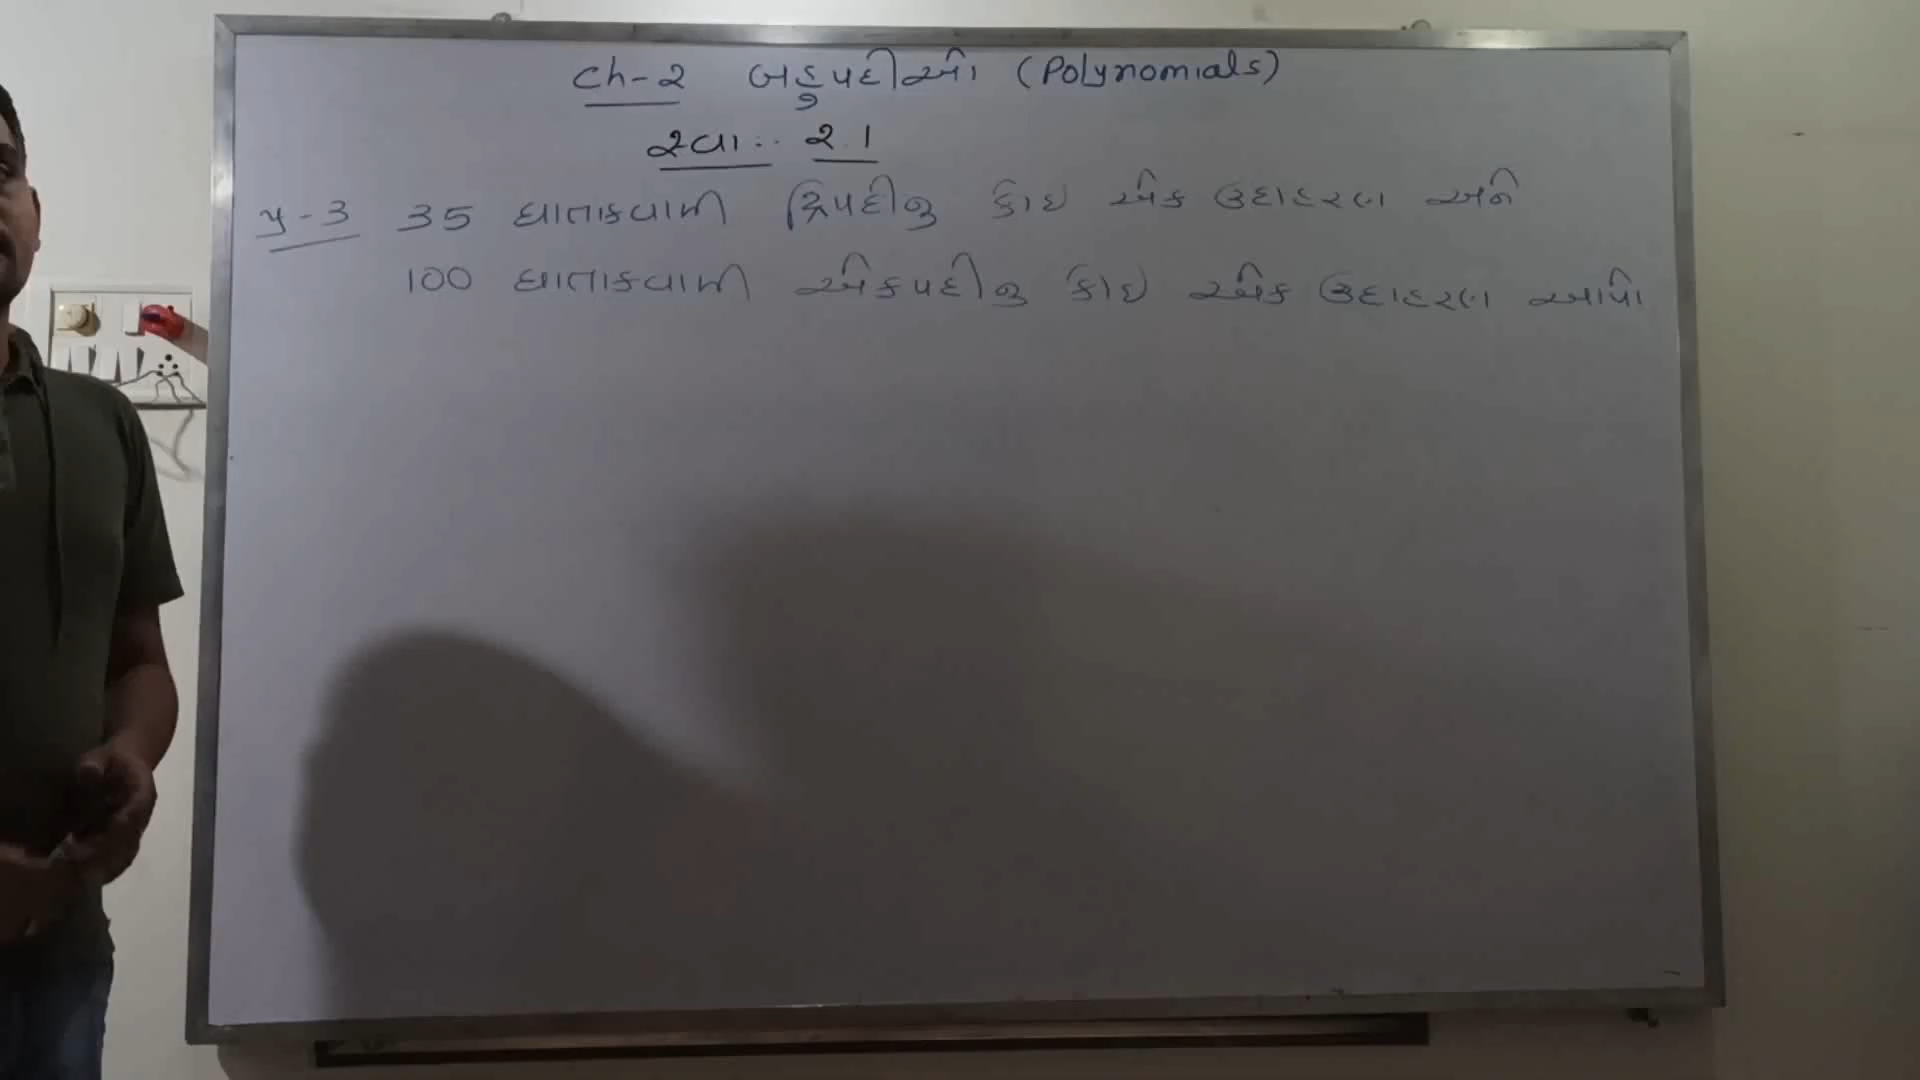 Ch-2 બહુપદીઓ (Polynomials)
સ્વા.. 2.1
પ્ર-3 35 ઘાતાકવાળી દ્વિપદીનુ કોઇ એક ઉદાહરણ અને
100 ઘાતાકવાળી એકપદીનુ કોઇ એક ઉદાહરણ આપો